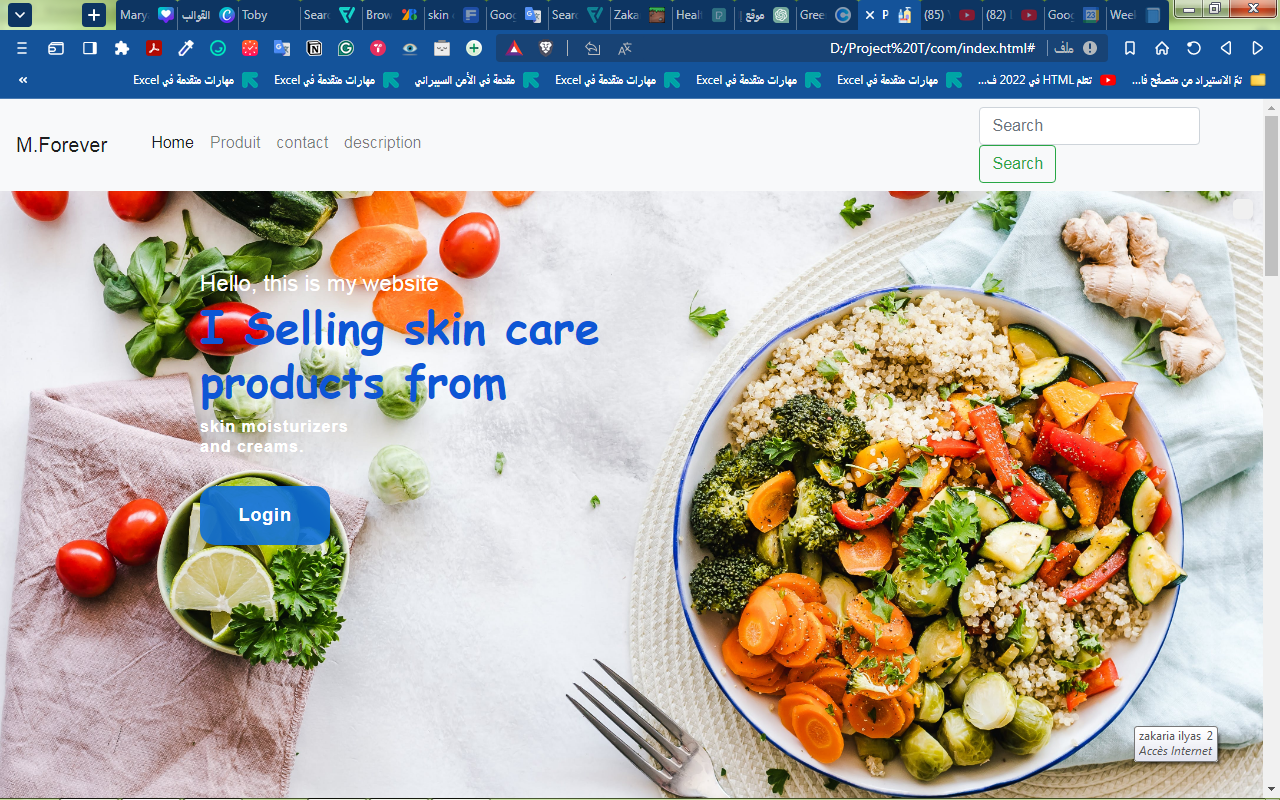 Mary
القوالب
Toby
Sear
Brow
skin
Goog
Sear
Zaka
Healt
موقع
Gree
P
(85) Y
(82)
Goog
Weel
D:/Project%20T/com/index.html#
ملف
«
مهارات متقدمة في Excel
مهارات متقدمة في Excel
مقدمة في الأمن السيبراني
مهارات متقدمة في Excel
مهارات متقدمة في Excel
مهارات متقدمة في Excel
تعلم HTML في 2022 ف...
تمّ الاستيراد من متصفّح فا...
M.Forever
Home Produit contact description
Search
Search
Hello, this is my website
I Selling skin care
products from
skin moisturizers
and creams.
Login
zakaria ilyas 2
Accès Internet